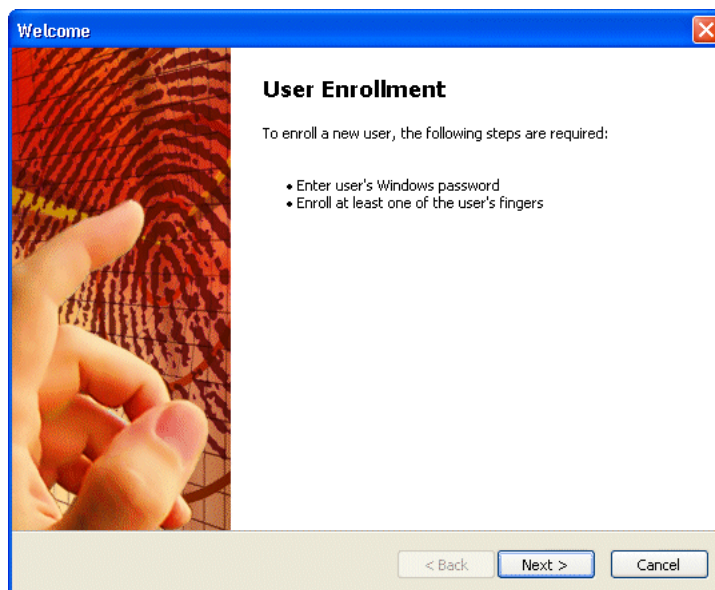 Welcome
User Enrollment
To enroll a new user, the following steps are required:
• Enter user's Windows password
• Enroll at least one of the user's fingers
< Back Next > Cancel